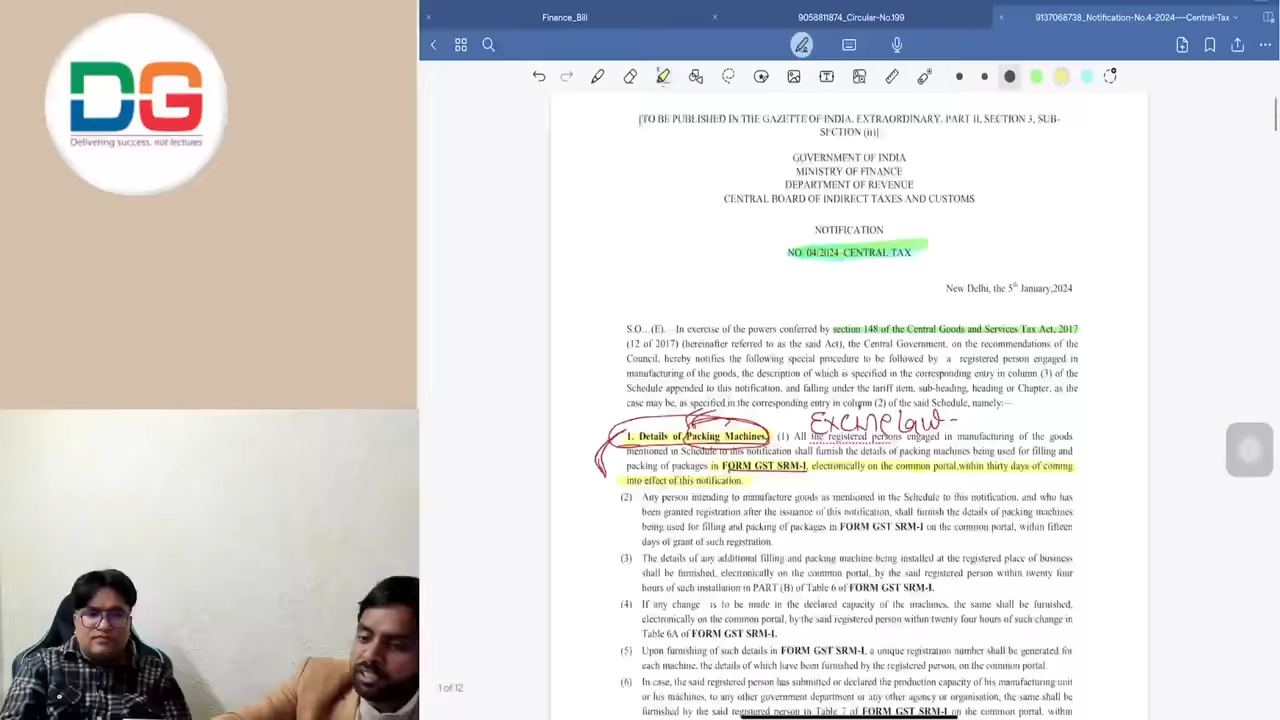 DG
Delivering success, not lectures
Finance_Bill
9058811874_Circular-No.199
9137068738_Notification-No.4-2024-—Central-Tax
[TO BE PUBLISHED IN THE GAZETTE OF INDIA, EXTRAORDINARY, PART II, SECTION 3, SUB-
SECTION (ii)]
GOVERNMENT OF INDIA
MINISTRY OF FINANCE
DEPARTMENT OF REVENUE
CENTRAL BOARD OF INDIRECT TAXES AND CUSTOMS
NOTIFICATION
NO. 04/2024–CENTRAL TAX
New Delhi, the 5th January,2024
S.O...(E).— In exercise of the powers conferred by section 148 of the Central Goods and Services Tax Act, 2017
(12 of 2017) (hereinafter referred to as the said Act), the Central Government, on the recommendations of the
Council, hereby notifies the following special procedure to be followed by a registered person engaged in
manufacturing of the goods, the description of which is specified in the corresponding entry in column (3) of the
Schedule appended to this notification, and falling under the tariff item, sub-heading, heading or Chapter, as the
case may be, as specified in the corresponding entry in column (2) of the said Schedule, namely:—
Excise law -
1. Details of Packing Machines. (1) All the registered persons engaged in manufacturing of the goods
mentioned in Schedule to this notification shall furnish the details of packing machines being used for filling and
packing of packages in FORM GST SRM-I, electronically on the common portal,within thirty days of coming
into effect of this notification.
(2) Any person intending to manufacture goods as mentioned in the Schedule to this notification, and who has
been granted registration after the issuance of this notification, shall furnish the details of packing machines
being used for filling and packing of packages in FORM GST SRM-I on the common portal, within fifteen
days of grant of such registration.
(3) The details of any additional filling and packing machine being installed at the registered place of business
shall be furnished, electronically on the common portal, by the said registered person within twenty four
hours of such installation in PART (B) of Table 6 of FORM GST SRM-I.
(4) If any change is to be made in the declared capacity of the machines, the same shall be furnished,
electronically on the common portal, by the said registered person within twenty four hours of such change in
Table 6A of FORM GST SRM-I.
(5) Upon furnishing of such details in FORM GST SRM-I, a unique registration number shall be generated for
each machine, the details of which have been furnished by the registered person, on the common portal.
(6) In case, the said registered person has submitted or declared the production capacity of his manufacturing unit
or his machines, to any other government department or any other agency or organisation, the same shall be
furnished by the said registered person in Table 7 of FORM GST SRM-I on the common portal, within
1 of 12